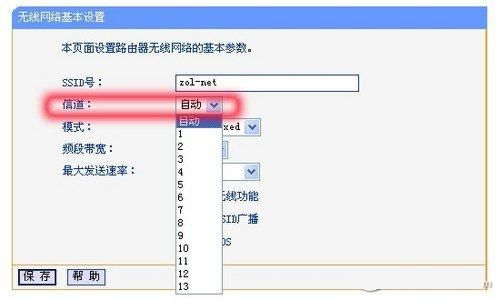 无线网络基本设置
本页面设置路由器无线网络的基本参数。
SSID号： zol-net
信道： 自动
自动
模式： xed
1
频段带宽：
2
3
最大发送速率：
4
5
6 线功能
7
8 SID广播
9
10 DS
11
12
13
保存 帮助